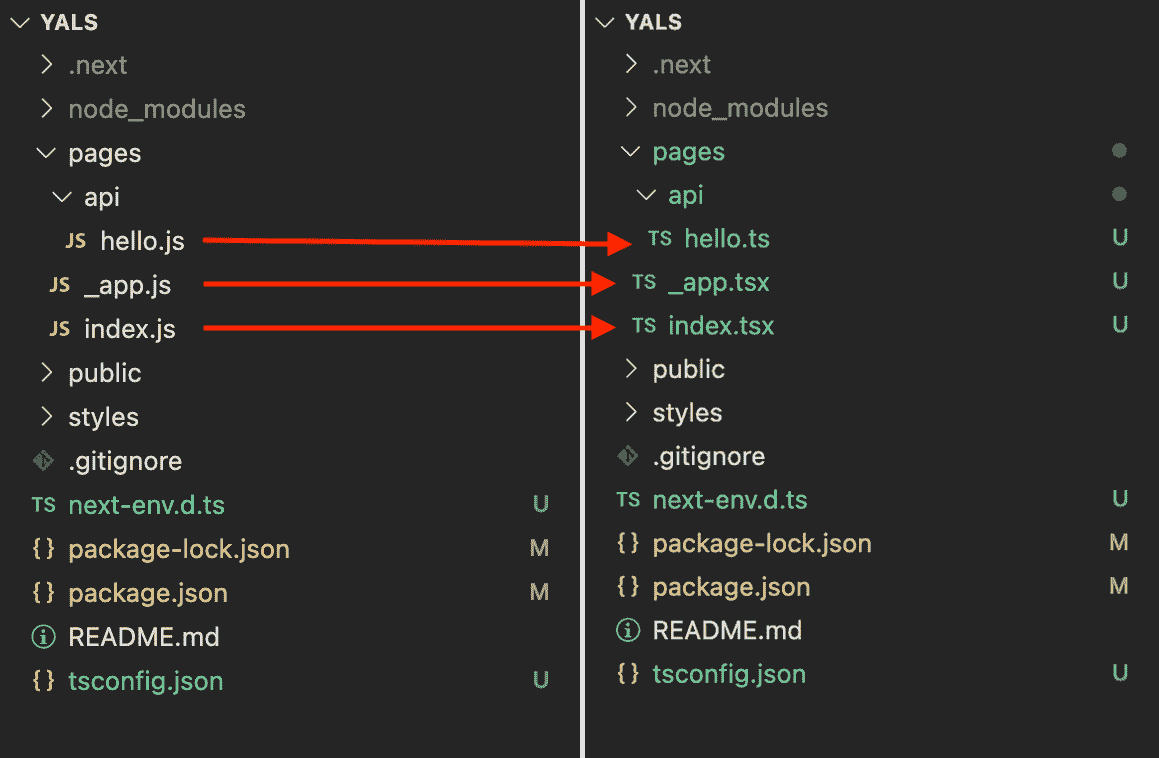 YALS
.next
node_modules
pages
api
JS hello.js
JS _app.js
JS index.js
public
styles
.gitignore
TS next-env.d.ts U
{} package-lock.json M
{} package.json M
README.md
{} tsconfig.json U
YALS
.next
node_modules
pages
api
TS hello.ts U
TS _app.tsx U
TS index.tsx U
public
styles
.gitignore
TS next-env.d.ts U
{} package-lock.json M
{} package.json M
README.md
{} tsconfig.json U